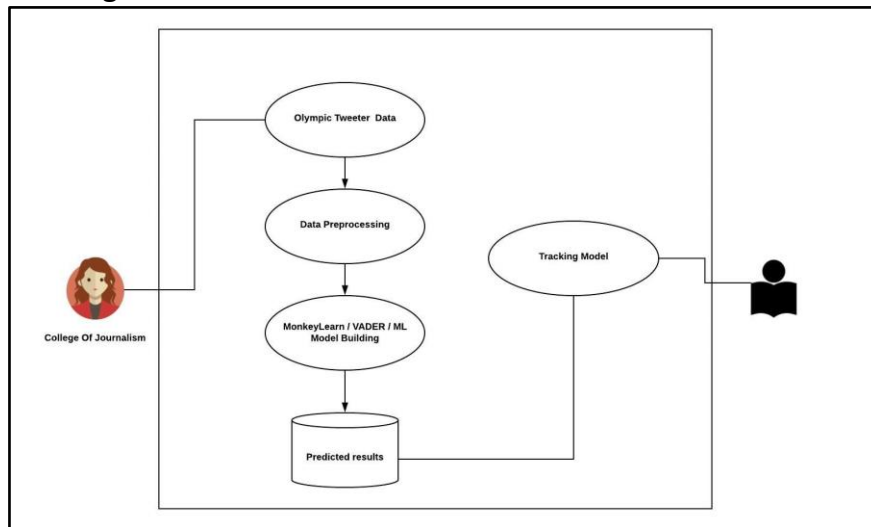 Olympic Tweeter Data
Data Preprocessing
Tracking Model
College Of Journalism
MonkeyLearn / VADER / ML
Model Building
Predicted results